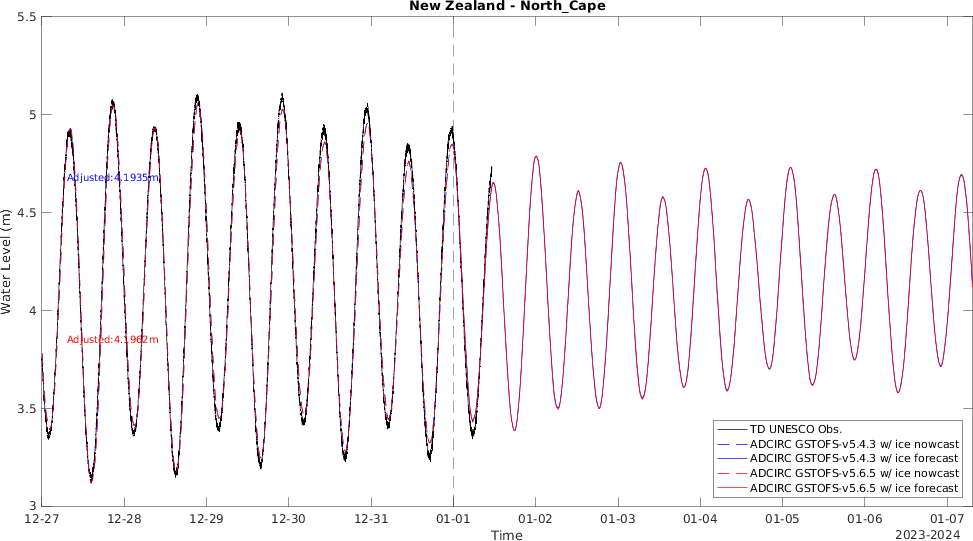 New Zealand - North_Cape
5.5
5
4.5
4
3.5
3
Water Level (m)
Adjusted:4.1935m
Adjusted:4.1962m
TD UNESCO Obs.
ADCIRC GSTOFS-v5.4.3 w/ ice nowcast
ADCIRC GSTOFS-v5.4.3 w/ ice forecast
ADCIRC GSTOFS-v5.6.5 w/ ice nowcast
ADCIRC GSTOFS-v5.6.5 w/ ice forecast
12-27 12-28 12-29 12-30 12-31 01-01 01-02 01-03 01-04 01-05 01-06 01-07
Time
2023-2024